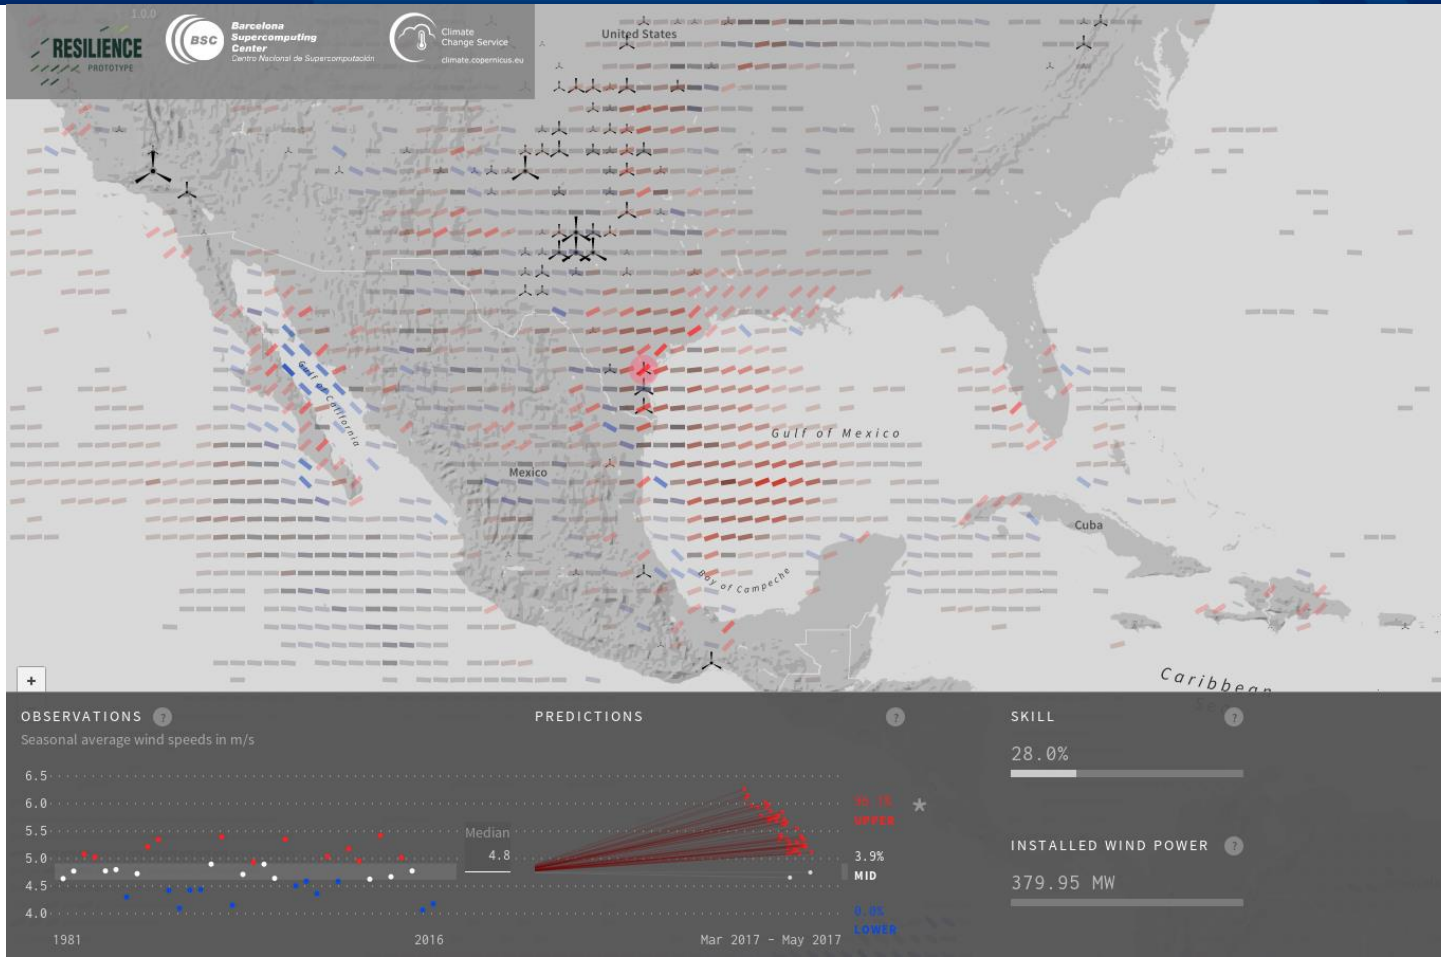 1.0.0
RESILIENCE
PROTOTYPE
BSC
Barcelona
Supercomputing
Center
Centro Nacional de Supercomputación
Climate
Change Service
climate.copernicus.eu
United States
Gulf of California
Gulf of Mexico
Mexico
Cuba
Bay of Campeche
Caribbean
+
OBSERVATIONS ?
Seasonal average wind speeds in m/s
6.5
6.0
5.5
5.0
4.5
4.0
1981
2016
PREDICTIONS ?
Median
4.8
UPPER
3.9%
MID
0.0%
LOWER
Mar 2017 - May 2017
SKILL ?
28.0%
INSTALLED WIND POWER ?
379.95 MW